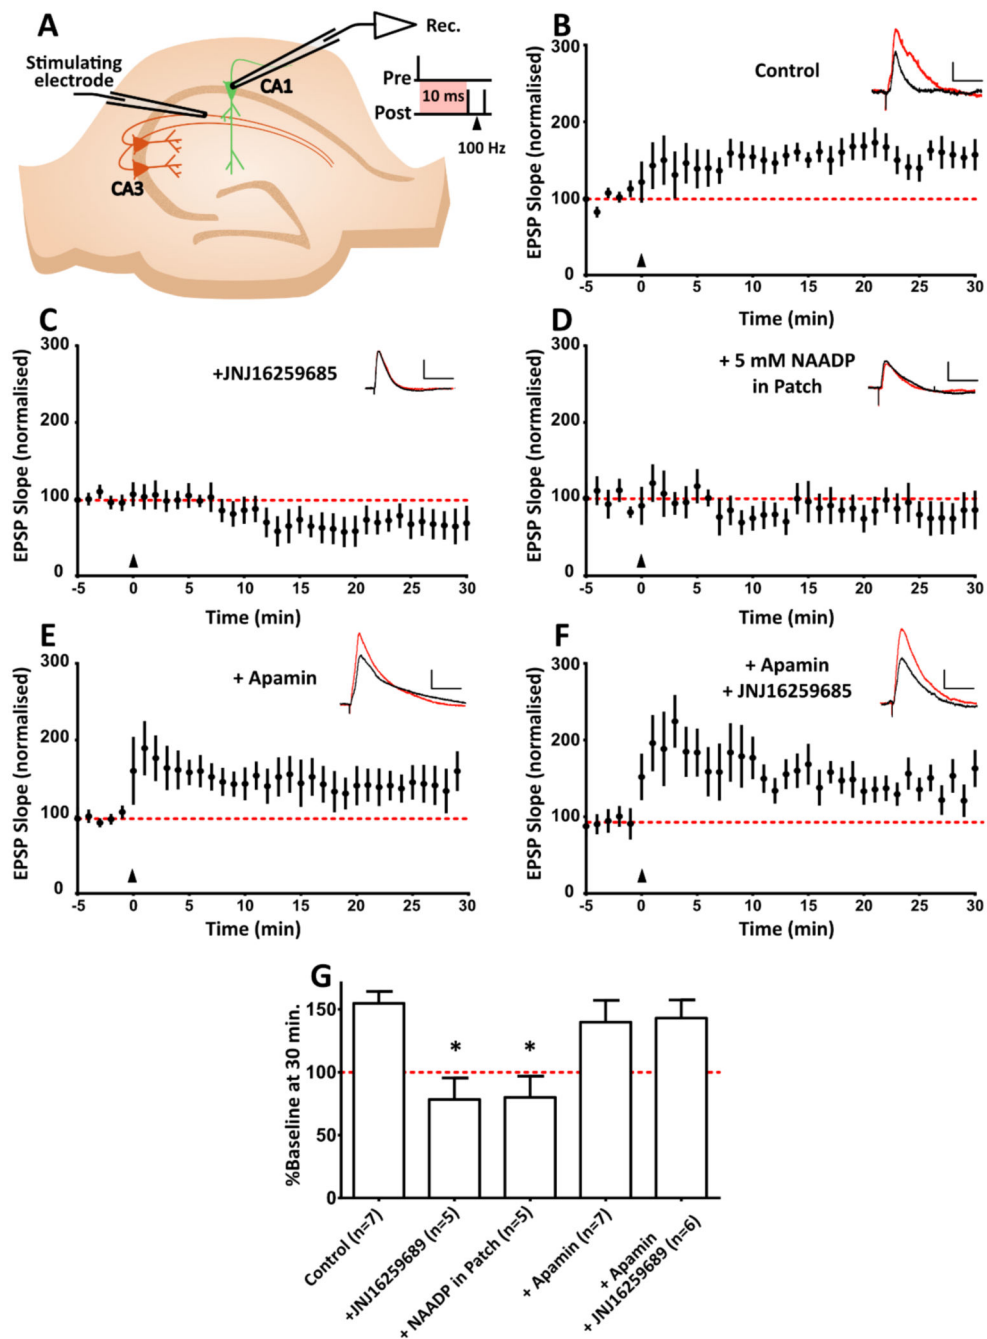 A
Rec.
Stimulating
electrode
CA1
CA3
Pre
10 ms
Post
100 Hz
B
Control
EPSP Slope (normalised)
300
200
100
0
-5 0 5 10 15 20 25 30
Time (min)
C
+JNJ16259685
EPSP Slope (normalised)
300
200
100
0
-5 0 5 10 15 20 25 30
Time (min)
D
+ 5 mM NAADP
in Patch
EPSP Slope (normalised)
300
200
100
0
-5 0 5 10 15 20 25 30
Time (min)
E
+ Apamin
EPSP Slope (normalised)
300
200
100
0
-5 0 5 10 15 20 25 30
Time (min)
F
+ Apamin
+ JNJ16259685
EPSP Slope (normalised)
300
200
100
0
-5 0 5 10 15 20 25 30
Time (min)
G
%Baseline at 30 min.
150
100
50
0
* *
Control (n=7)
+JNJ16259689 (n=5)
+ NAADP in Patch (n=5)
+ Apamin (n=7)
+ Apamin
+ JNJ16259689 (n=6)